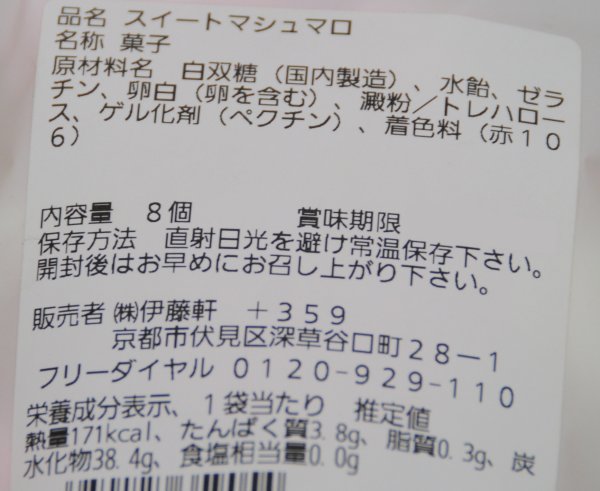 品名 スイートマシュマロ
名称 菓子
原材料名 白双糖（国内製造）、水飴、ゼラ
チン、卵白（卵を含む）、澱粉／トレハロー
ス、ゲル化剤（ペクチン）、着色料（赤１０
６）
内容量 8個 賞味期限
保存方法 直射日光を避け常温保存下さい。
開封後はお早めにお召し上がり下さい。
販売者 ㈱伊藤軒 ＋３５９
京都市伏見区深草谷口町２８－１
フリーダイヤル ０１２０-９２９-１１０
栄養成分表示、１袋当たり 推定値
熱量171kcal、たんぱく質3.8g、脂質0.3g、炭
水化物38.4g、食塩相当量0.0g